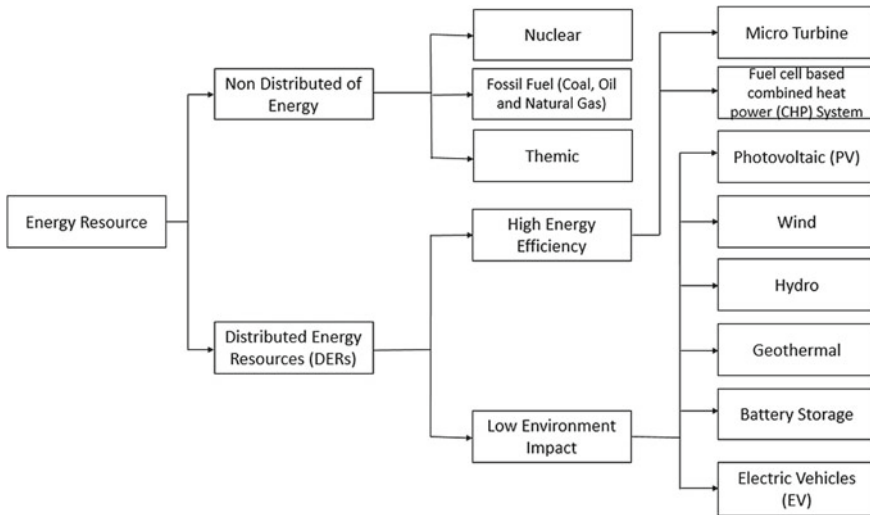 Energy Resource
Non Distributed of
Energy
Distributed Energy
Resources (DERs)
Nuclear
Fossil Fuel (Coal, Oil
and Natural Gas)
Themic
High Energy
Efficiency
Low Environment
Impact
Micro Turbine
Fuel cell based
combined heat
power (CHP) System
Photovoltaic (PV)
Wind
Hydro
Geothermal
Battery Storage
Electric Vehicles
(EV)